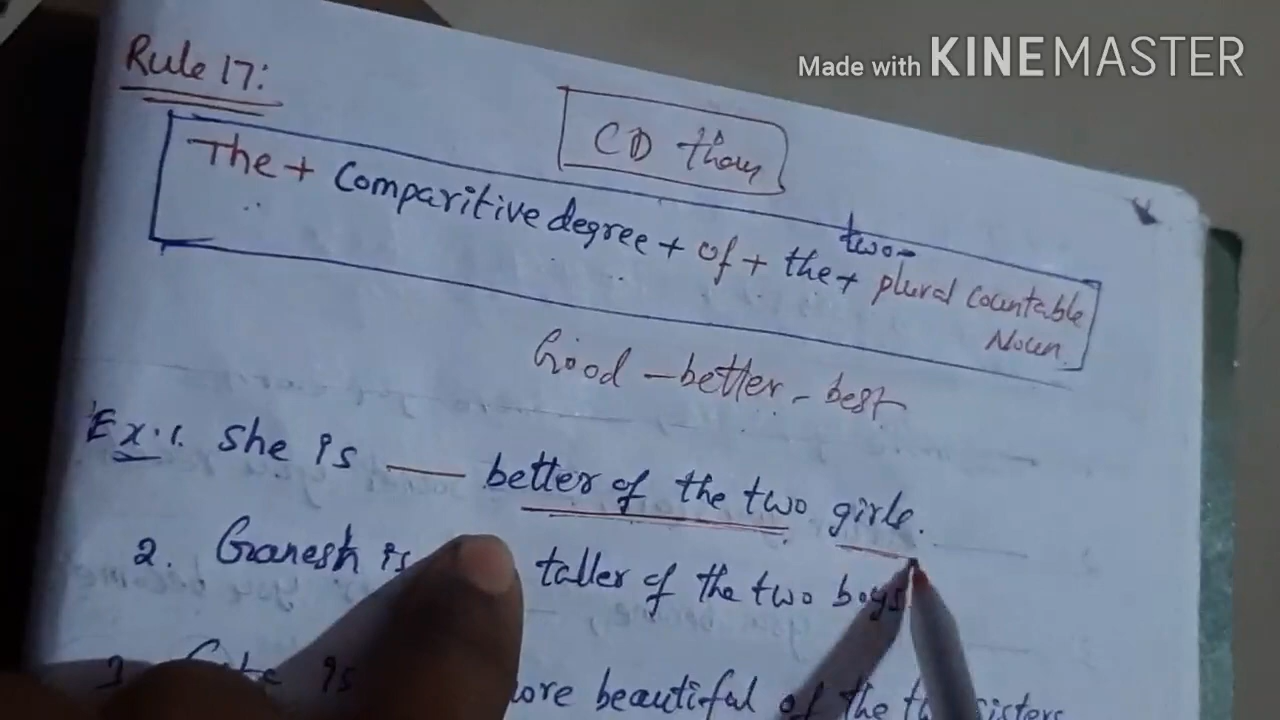 Made with KINEMASTER
Rule 17:
CD than
The + Comparitive degree + of + the + two plural Countable
Noun.
Good - better - best
Ex:1. She is ___ better of the two girls.
2. Ganesh is taller of the two boys
3. is more beautiful of the two sisters